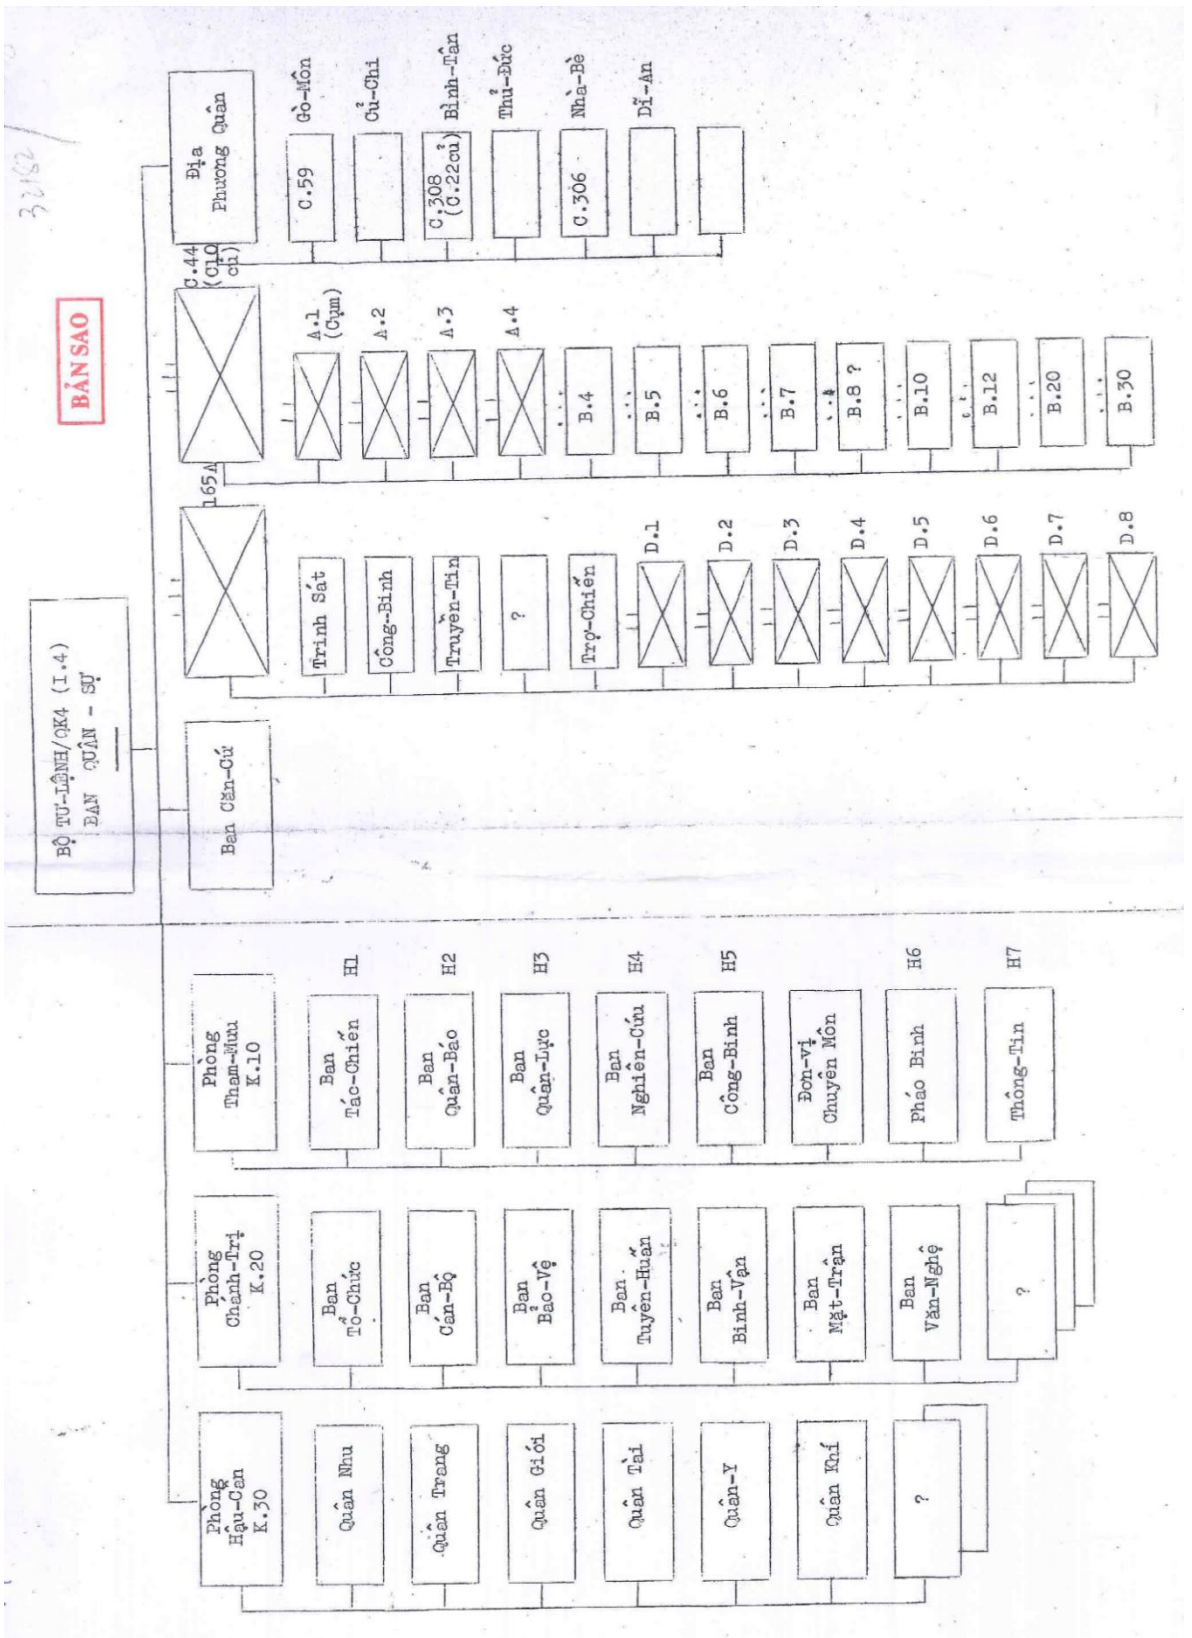 32162
BẢN SAO
BỘ TƯ-LỆNH/QK4 (I.4)
BAN QUÂN - SỰ
Phòng
Hậu-Cạn
K.30
Quân Nhu
Quân Trang
Quân Giới
Quân Tài
Quân-Y
Quân Khí
?
Phòng
Chánh-Trị
K.20
Ban
Tổ-Chức
Ban
Cán-Bộ
Ban
Bảo-Vệ
Ban
Tuyên-Huấn
Ban
Binh-Vận
Ban
Mặt-Trận
Ban
Văn-Nghệ
?
Phòng
Tham-Mưu
K.10
Ban
Tác-Chiến
H1
Ban
Quân-Báo
H2
Ban
Quân-Lực
H3
Ban
Nghiên-Cứu
H4
Ban
Công-Binh
H5
Đơn-vị
Chuyên Môn
Pháo Binh
H6
Thông-Tin
H7
Ban Căn-Cứ
165A
Trinh Sát
Công-Binh
Truyền-Tin
?
Trợ-Chiến
D.1
D.2
D.3
D.4
D.5
D.6
D.7
D.8
C.44
(C10
cũ)
A.1
(Cụm)
A.2
A.3
A.4
B.4
B.5
B.6
B.7
B.8 ?
B.10
B.12
B.20
B.30
Địa
Phương Quân
C.59
Gò-Môn
Củ-Chi
C.308
(C.22cũ)
Bình-Tân
Thủ-Đức
C.306
Nhà-Bè
Dĩ-An